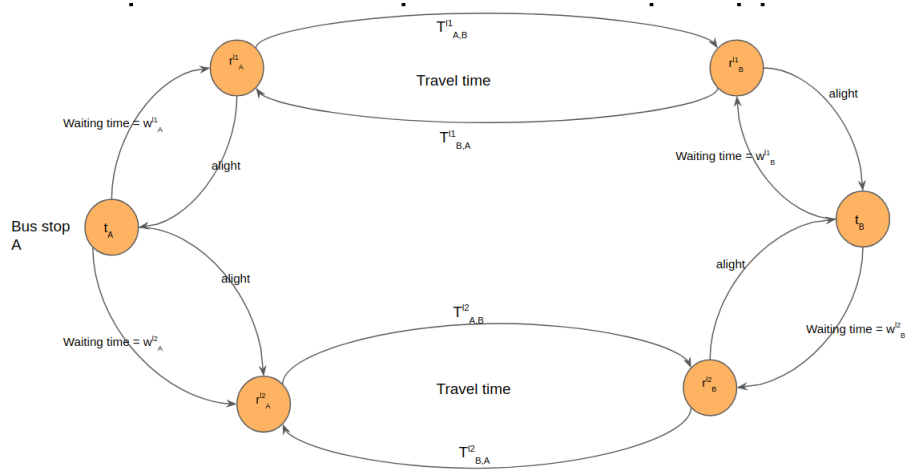 T^l1_A,B
r^l1_A
r^l1_B
Travel time
alight
Waiting time = w^l1_A
T^l1_B,A
alight
Waiting time = w^l1_B
Bus stop
A
t_A
t_B
alight
alight
T^l2_A,B
Waiting time = w^l2_B
Waiting time = w^l2_A
r^l2_B
Travel time
r^l2_A
T^l2_B,A